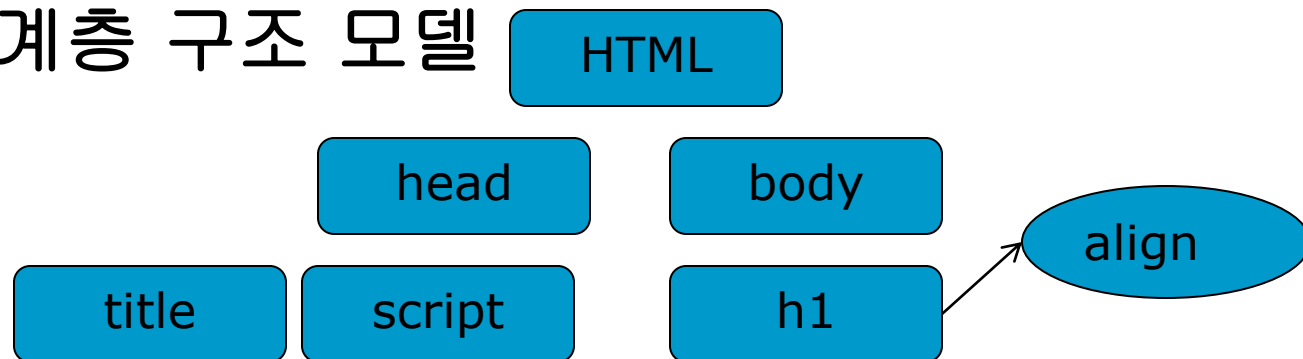 계층 구조 모델
HTML
head
body
align
title
script
h1